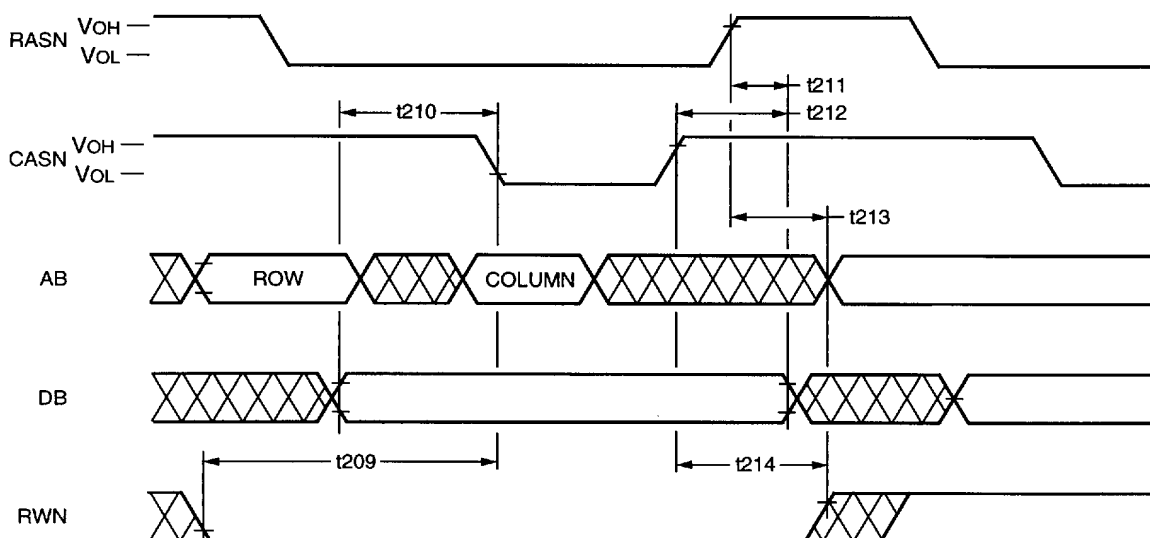 RASN VOH
VOL
t211
t210
t212
CASN VOH
VOL
t213
AB ROW COLUMN
DB
t209
t214
RWN